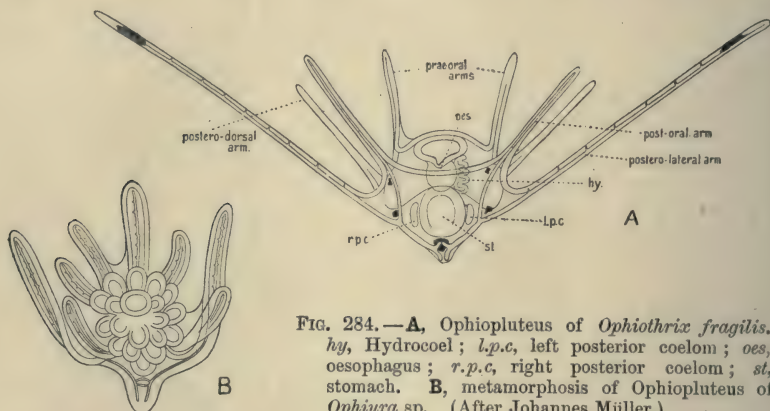 praeoral
arms
oes
postero-dorsal
arm.
post-oral arm
postero-lateral arm
hy.
A
r.p.c
st
l.p.c
B
FIG. 284.—A, Ophiopluteus of Ophiothrix fragilis.
hy, Hydrocoel; l.p.c, left posterior coelom; oes,
oesophagus; r.p.c, right posterior coelom; st,
stomach. B, metamorphosis of Ophiopluteus of
Ophiura sp. (After Johannes Müller.)